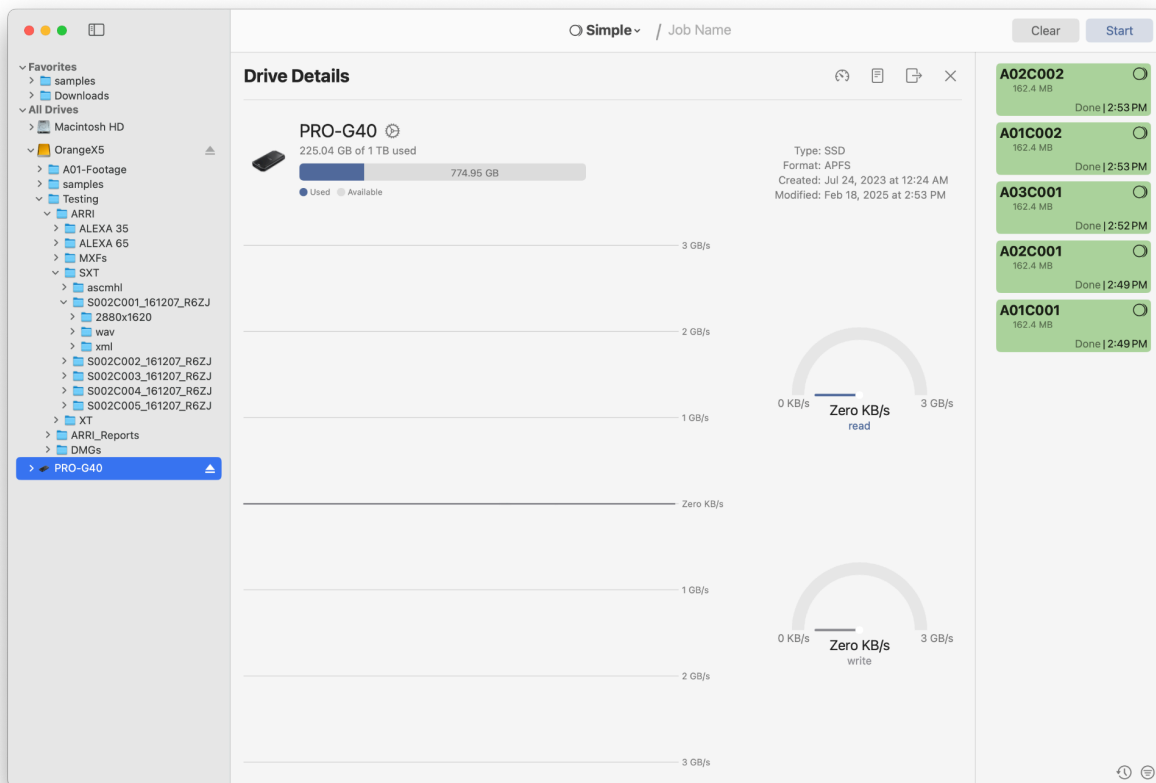 Simple / Job Name
Clear
Start
Favorites
samples
Downloads
All Drives
Macintosh HD
OrangeX5
A01-Footage
samples
Testing
ARRI
ALEXA 35
ALEXA 65
MXFs
SXT
ascmhl
S002C001_161207_R6ZJ
2880x1620
wav
xml
S002C002_161207_R6ZJ
S002C003_161207_R6ZJ
S002C004_161207_R6ZJ
S002C005_161207_R6ZJ
XT
ARRI_Reports
DMGs
PRO-G40
Drive Details
PRO-G40
225.04 GB of 1 TB used
774.95 GB
Used Available
Type: SSD
Format: APFS
Created: Jul 24, 2023 at 12:24 AM
Modified: Feb 18, 2025 at 2:53 PM
3 GB/s
2 GB/s
1 GB/s
Zero KB/s
1 GB/s
2 GB/s
3 GB/s
0 KB/s
Zero KB/s
3 GB/s
read
0 KB/s
Zero KB/s
3 GB/s
write
A02C002
162.4 MB
Done | 2:53 PM
A01C002
162.4 MB
Done | 2:53 PM
A03C001
162.4 MB
Done | 2:52 PM
A02C001
162.4 MB
Done | 2:49 PM
A01C001
162.4 MB
Done | 2:49 PM